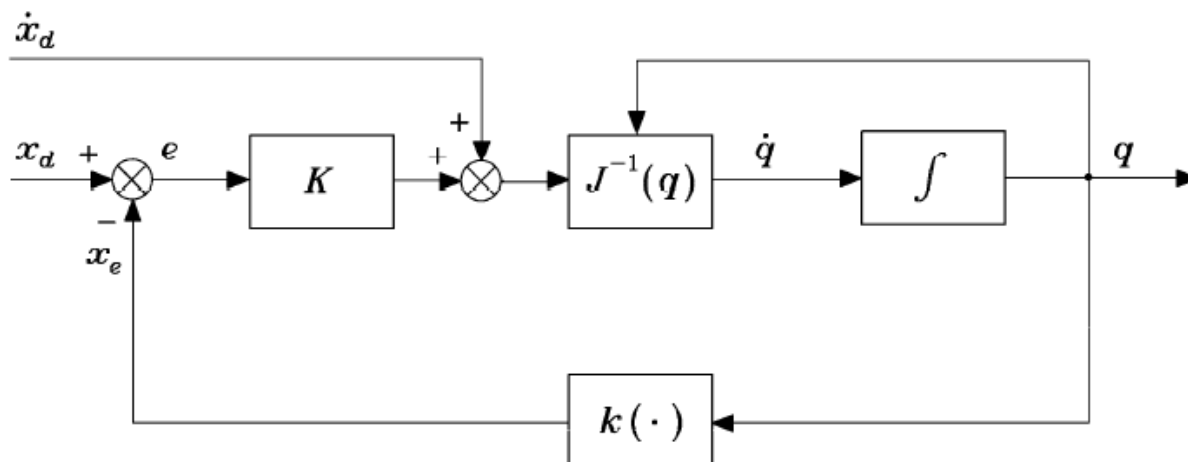 ẋ_d
+
x_d + e K + J⁻¹(q) q̇ ∫ q
−
x_e
k(·)